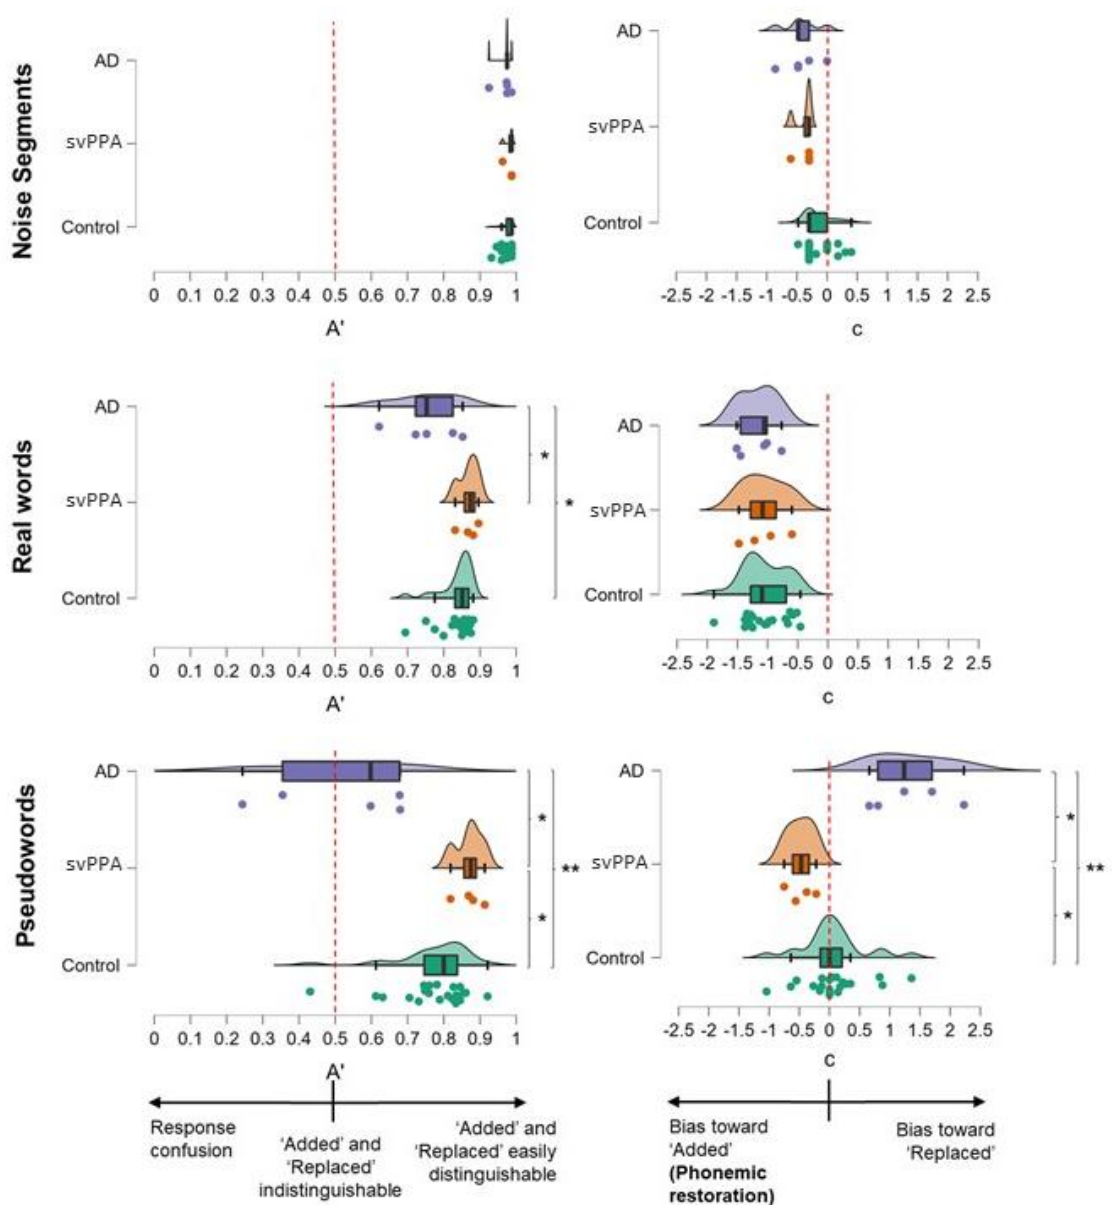 Noise Segments
AD
svPPA
Control
0 0.1 0.2 0.3 0.4 0.5 0.6 0.7 0.8 0.9 1
A'
AD
svPPA
Control
-2.5 -2 -1.5 -1 -0.5 0 0.5 1 1.5 2 2.5
c
Real words
AD
svPPA
Control
*
*
0 0.1 0.2 0.3 0.4 0.5 0.6 0.7 0.8 0.9 1
A'
AD
svPPA
Control
-2.5 -2 -1.5 -1 -0.5 0 0.5 1 1.5 2 2.5
c
Pseudowords
AD
svPPA
Control
*
**
*
0 0.1 0.2 0.3 0.4 0.5 0.6 0.7 0.8 0.9 1
A'
AD
svPPA
Control
*
**
*
-2.5 -2 -1.5 -1 -0.5 0 0.5 1 1.5 2 2.5
c
Response
confusion
'Added' and
'Replaced'
indistinguishable
'Added' and
'Replaced' easily
distinguishable
Bias toward
'Added'
(Phonemic
restoration)
Bias toward
'Replaced'